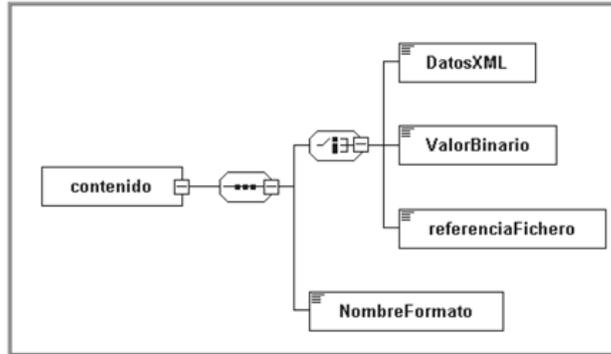 DatosXML
ValorBinario
contenido
referenciaFichero
NombreFormato